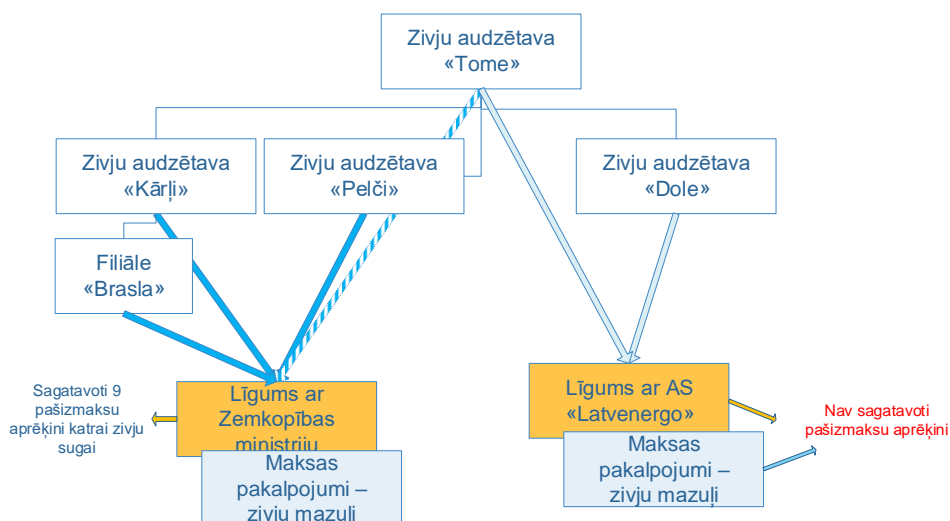 Zivju audzētava
«Tome»
Zivju audzētava
«Kārļi»
Zivju audzētava
«Pelči»
Zivju audzētava
«Dole»
Filiāle
«Brasla»
Sagatavoti 9
pašizmaksu
aprēķini katrai zivju
sugai
Līgums ar
Zemkopības
ministriju
Maksas
pakalpojumi –
zivju mazuļi
Līgums ar AS
«Latvenergo»
Maksas
pakalpojumi –
zivju mazuļi
Nav sagatavoti
pašizmaksu aprēķini